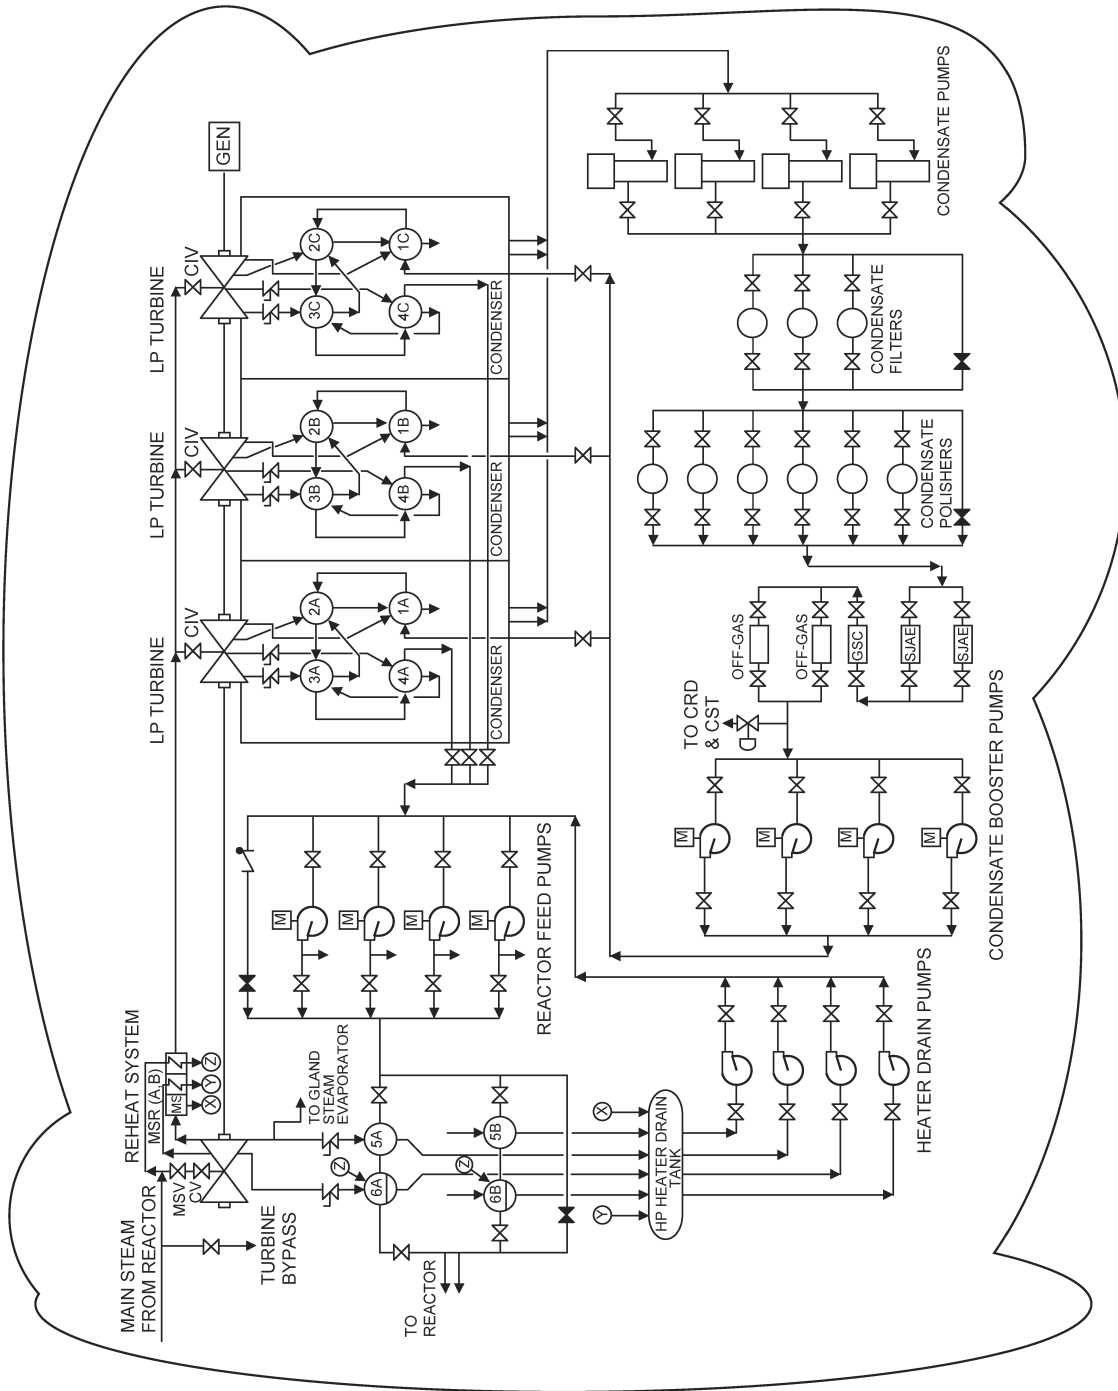 MAIN STEAM
FROM REACTOR
TURBINE
BYPASS
MSV
CV
REHEAT SYSTEM
MSR (A,B)
MS
X
Y
Z
TO GLAND
STEAM
EVAPORATOR
LP TURBINE
CIV
LP TURBINE
CIV
LP TURBINE
CIV
GEN
3A
2A
4A
1A
CONDENSER
3B
2B
4B
1B
CONDENSER
3C
2C
4C
1C
CONDENSER
Z
6A
5A
Z
6B
5B
TO
REACTOR
M
M
M
M
REACTOR FEED PUMPS
Y
X
HP HEATER DRAIN
TANK
HEATER DRAIN PUMPS
TO CRD
& CST
M
M
M
M
CONDENSATE BOOSTER PUMPS
OFF-GAS
OFF-GAS
GSC
SJAE
SJAE
CONDENSATE
POLISHERS
CONDENSATE
FILTERS
CONDENSATE PUMPS